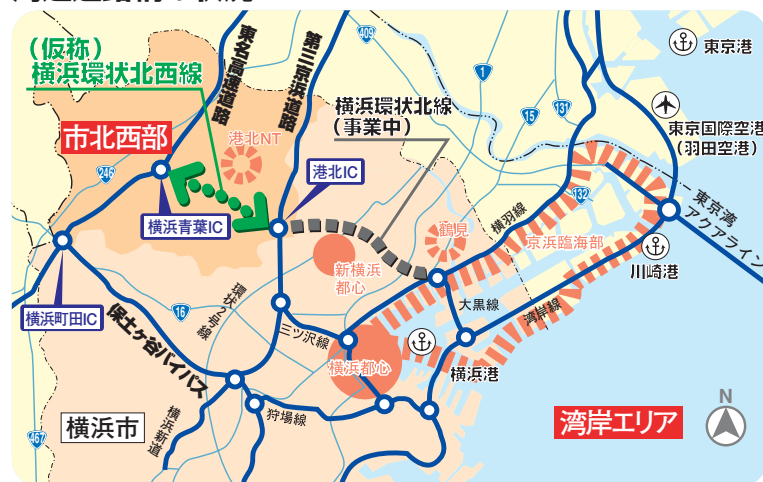 (仮称)
横浜環状北西線
東名高速道路
第三京浜道路
409
東京港
1
15
131
横浜環状北線
(事業中)
東京国際空港
(羽田空港)
市北西部
港北NT
港北IC
246
横浜青葉IC
132
東京湾
アクアライン
横羽線
鶴見
京浜臨海部
新横浜
都心
川崎港
横浜町田IC
16
環状2号線
大黒線
湾岸線
三ツ沢線
保土ヶ谷バイパス
横浜都心
横浜港
横浜市
横浜新道
狩場線
467
湾岸エリア
N